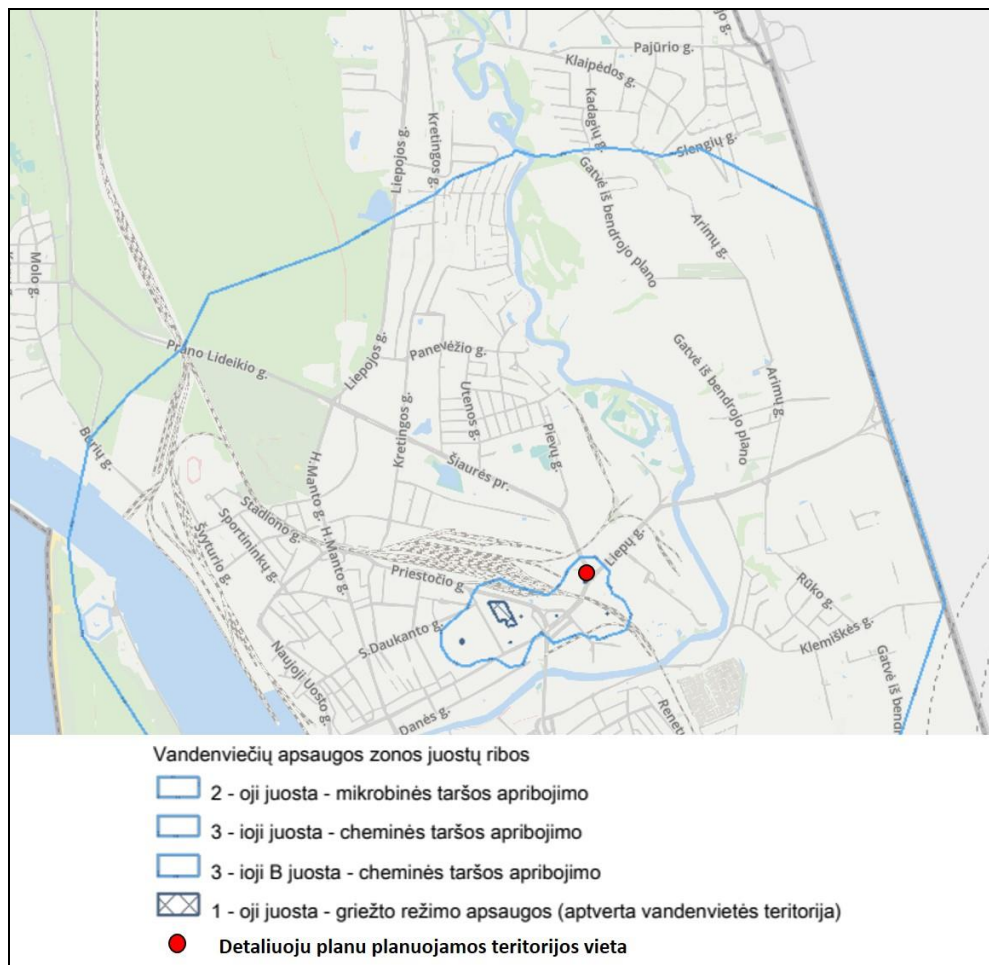 Pajūrio g.
Klaipėdos g.
Kadagių g.
Slengių g.
Kretingos g.
Liepojos g.
Gatvė iš bendrojo plano
Arimų g.
Molo g.
Prano Lideikio g.
Panevėžio g.
Liepojos g.
Gatvė iš bendrojo plano
Arimų g.
Utenos g.
Kretingos g.
Pievų g.
Burių g.
Šiaurės pr.
H.Manto g.
Stadiono g.
Sportininkų g.
Švyturio g.
H.Manto g.
Liepų g.
Priestočio g.
Rūko g.
S.Daukanto g.
Klemiškės g.
Naujoji Uosto g.
Danės g.
Gatvė iš bendr
Vandenviečių apsaugos zonos juostų ribos
2 - oji juosta - mikrobinės taršos apribojimo
3 - ioji juosta - cheminės taršos apribojimo
3 - ioji B juosta - cheminės taršos apribojimo
1 - oji juosta - griežto režimo apsaugos (aptverta vandenvietės teritorija)
Detaliuoju planu planuojamos teritorijos vieta